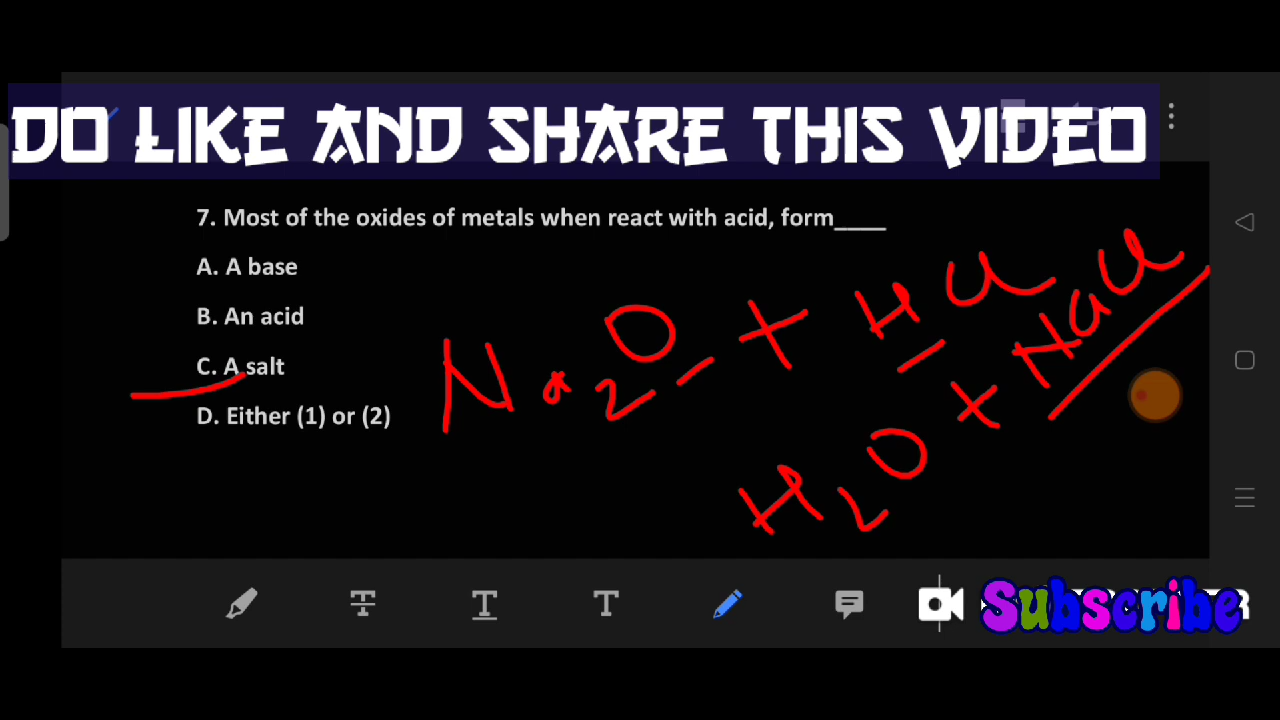 DO LIKE AND SHARE THIS VIDEO
7. Most of the oxides of metals when react with acid, form____
A. A base
B. An acid
C. A salt
D. Either (1) or (2)
Na2O + HCl
H2O + NaCl
Subscribe